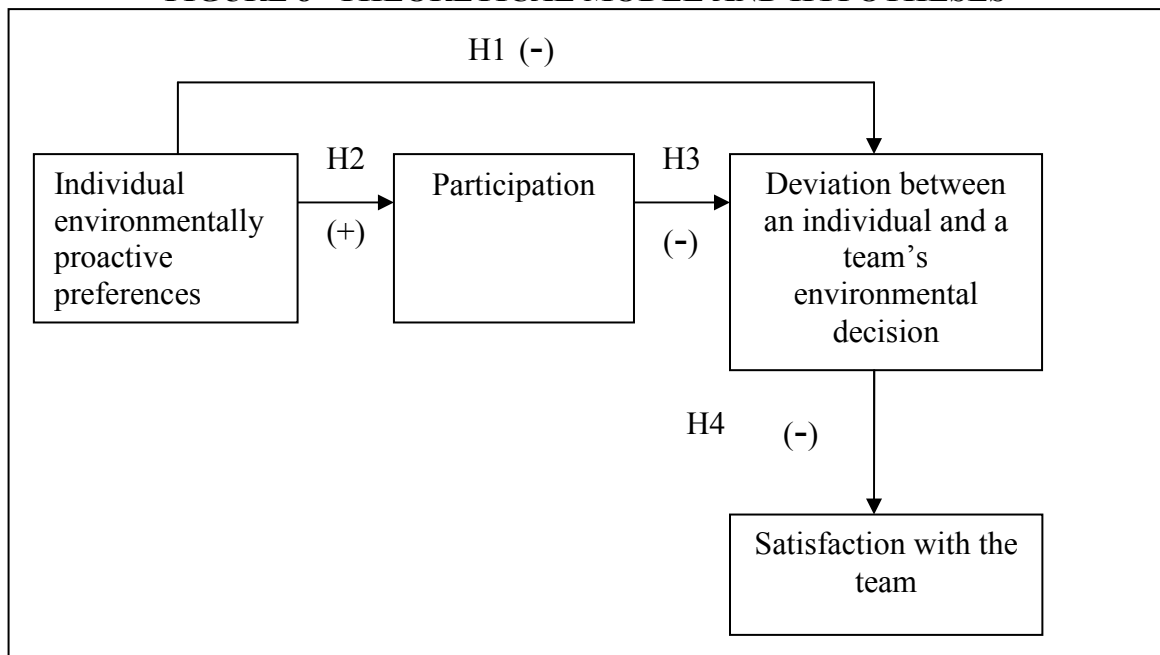 H1 (-)
Individual
environmentally
proactive
preferences
H2
(+)
Participation
H3
(-)
Deviation between
an individual and a
team’s
environmental
decision
H4 (-)
Satisfaction with the
team